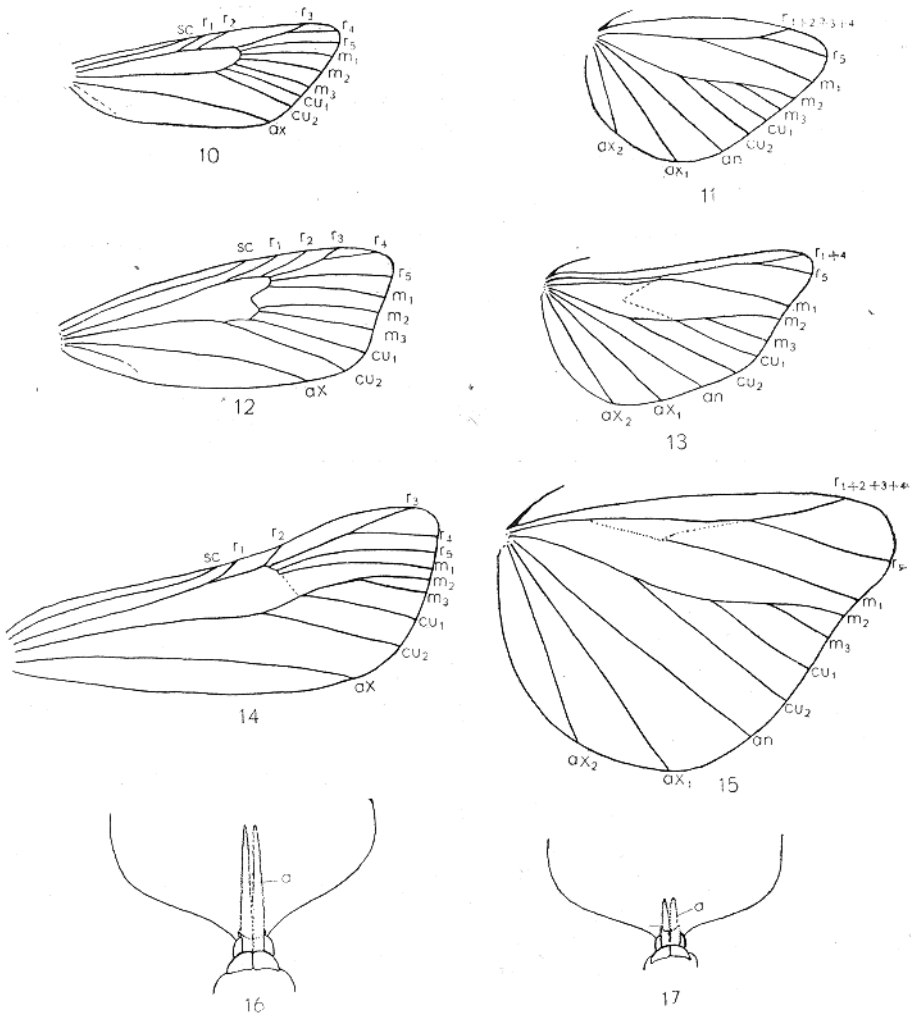 sc r₁ r₂ r₃ r₄ r₅ m₁ m₂ m₃ cu₁ cu₂ ax
10
r₁₊₂₊₃₊₄ r₅ m₁ m₂ m₃ cu₁ cu₂ an ax₁ ax₂
11
sc r₁ r₂ r₃ r₄ r₅ m₁ m₂ m₃ cu₁ cu₂ ax
12
r₁₊₄ r₅ m₁ m₂ m₃ cu₁ cu₂ an ax₁ ax₂
13
sc r₁ r₂ r₃ r₄ r₅ m₁ m₂ m₃ cu₁ cu₂ ax
14
r₁₊₂₊₃₊₄ r₅ m₁ m₂ m₃ cu₁ cu₂ an ax₁ ax₂
15
a
16
a
17